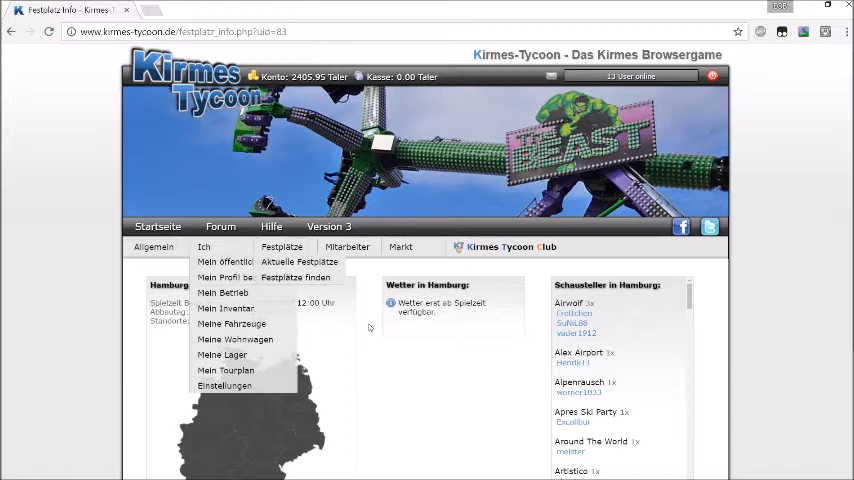 Kirmes-Tycoon
www.kirmes-tycoon.de/festplatz_info.php?uid=83
Kirmes-Tycoon - Das Kirmes Browsergame
Kirmes Tycoon
Konto: 2405.95 Taler
Kasse: 0.00 Taler
13 User online
THE BEAST
Startseite
Forum
Hilfe
Version 3
Allgemein
Ich
Festplätze
Mitarbeiter
Markt
Kirmes Tycoon Club
Mein öffentlic
Mein Profil be
Mein Betrieb
Mein Inventar
Meine Fahrzeuge
Meine Wohnwagen
Meine Lager
Mein Tourplan
Einstellungen
Aktuelle Festplätze
Festplätze finden
Hamburg
Spielzeit B
12:00 Uhr
Abbautag:
Standorte:
Wetter in Hamburg:
Wetter erst ab Spielzeit
verfügbar.
Schausteller in Hamburg:
Airwolf 3x
SuNiL88
vader1912
Alex Airport 1x
Henrik11
Alpenrausch 1x
werner1033
Apres Ski Party 1x
Excalibur
Around The World 1x
meister
Artistico 1x